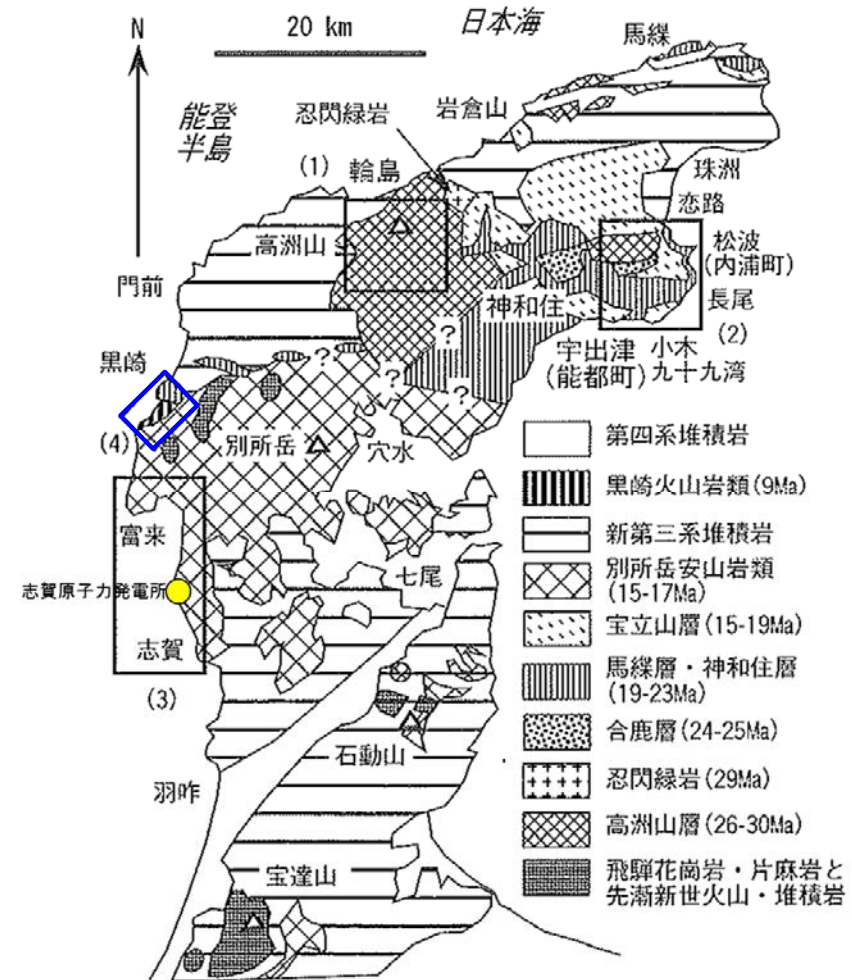 N
20 km
日本海
能登
半島
忍閃緑岩
岩倉山
馬緤
(1)
輪島
珠洲
恋路
高洲山
松波
(内浦町)
門前
神和住
長尾
(2)
?
?
?
?
宇出津
(能都町)
小木
九十九湾
黒崎
(4)
別所岳
穴水
富来
七尾
志賀原子力発電所
志賀
(3)
石動山
羽咋
宝達山
第四系堆積岩
黒崎火山岩類(9Ma)
新第三系堆積岩
別所岳安山岩類
(15-17Ma)
宝立山層(15-19Ma)
馬緤層・神和住層
(19-23Ma)
合鹿層(24-25Ma)
忍閃緑岩(29Ma)
高洲山層(26-30Ma)
飛騨花崗岩・片麻岩と
先漸新世火山・堆積岩